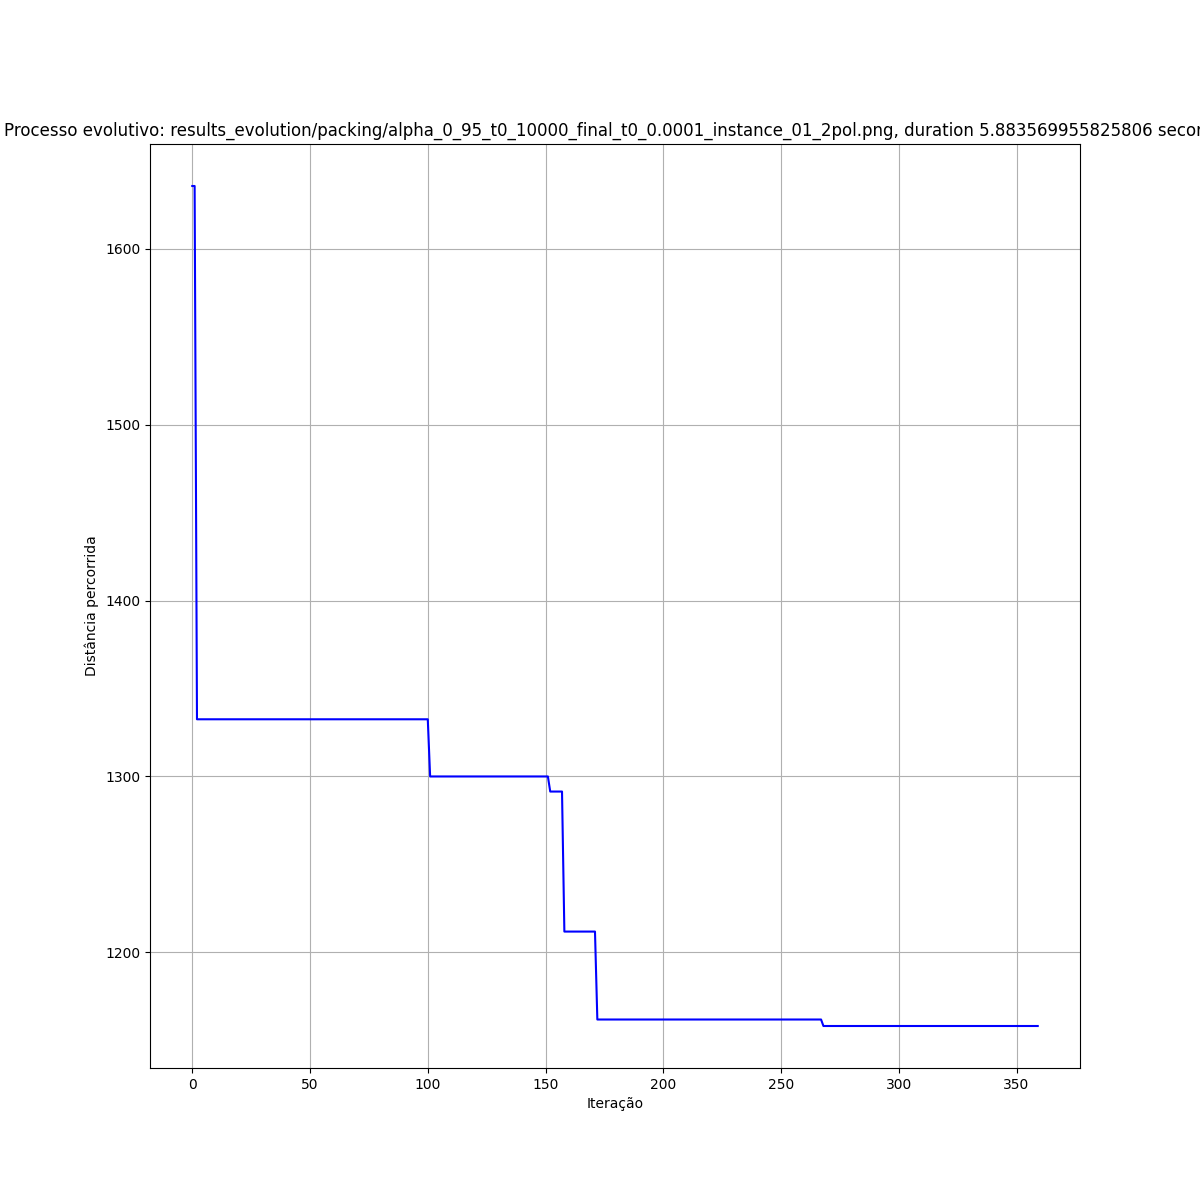 Processo evolutivo: results_evolution/packing/alpha_0_95_t0_10000_final_t0_0.0001_instance_01_2pol.png, duration 5.883569955825806
1600
1500
1400
1300
1200
Distância percorrida
0 50 100 150 200 250 300 350
Iteração